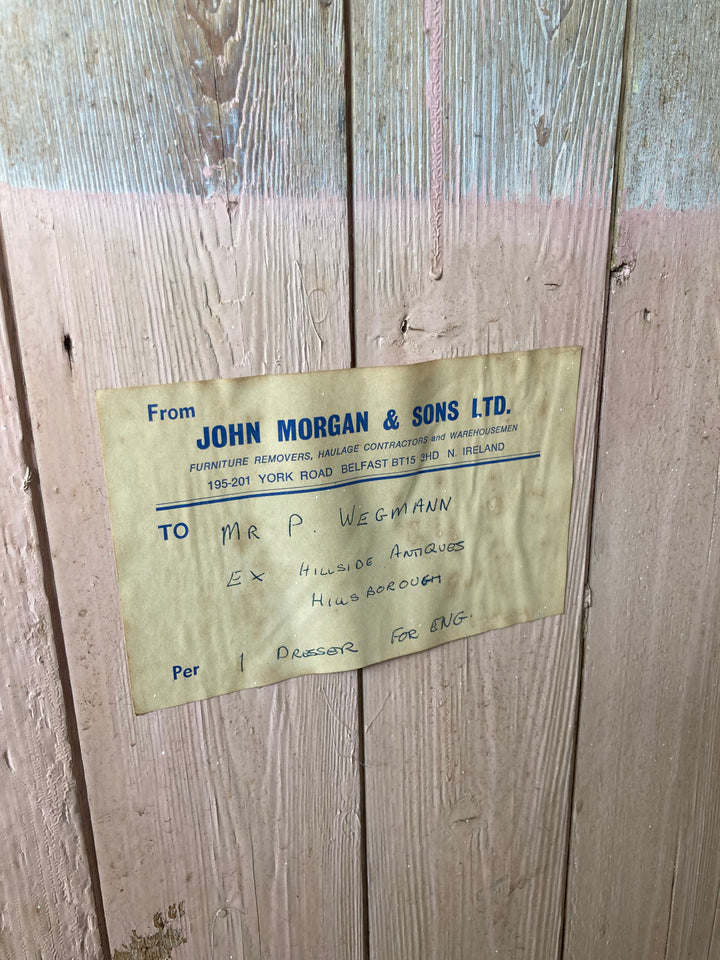 From
JOHN MORGAN & SONS LTD.
FURNITURE REMOVERS, HAULAGE CONTRACTORS and WAREHOUSEMEN
195-201 YORK ROAD BELFAST BT15 3HD N. IRELAND
TO MR P. WEGMANN
EX HILLSIDE ANTIQUES
HILLSBOROUGH
Per 1 DRESSER FOR ENG.